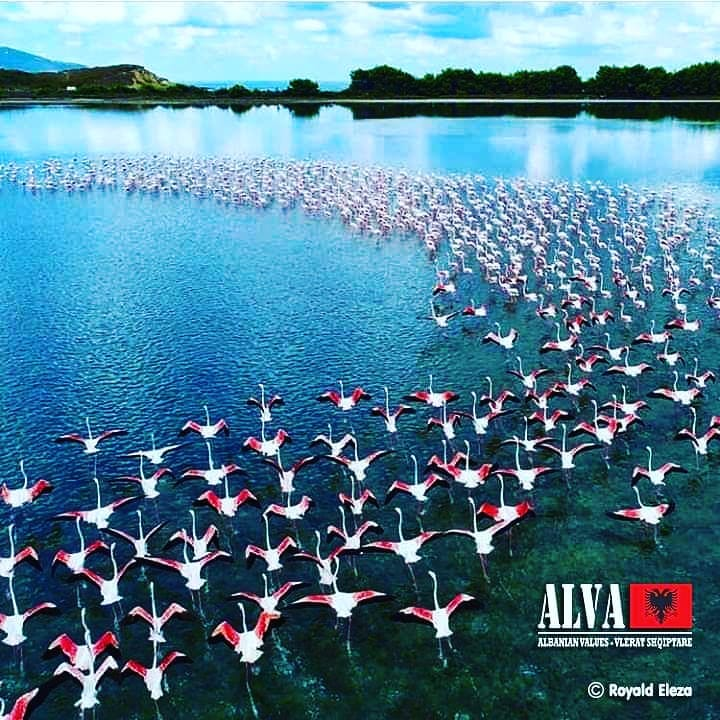 ALVA
ALBANIAN VALUES - VLERAT SHQIPTARE
© Royald Eleza